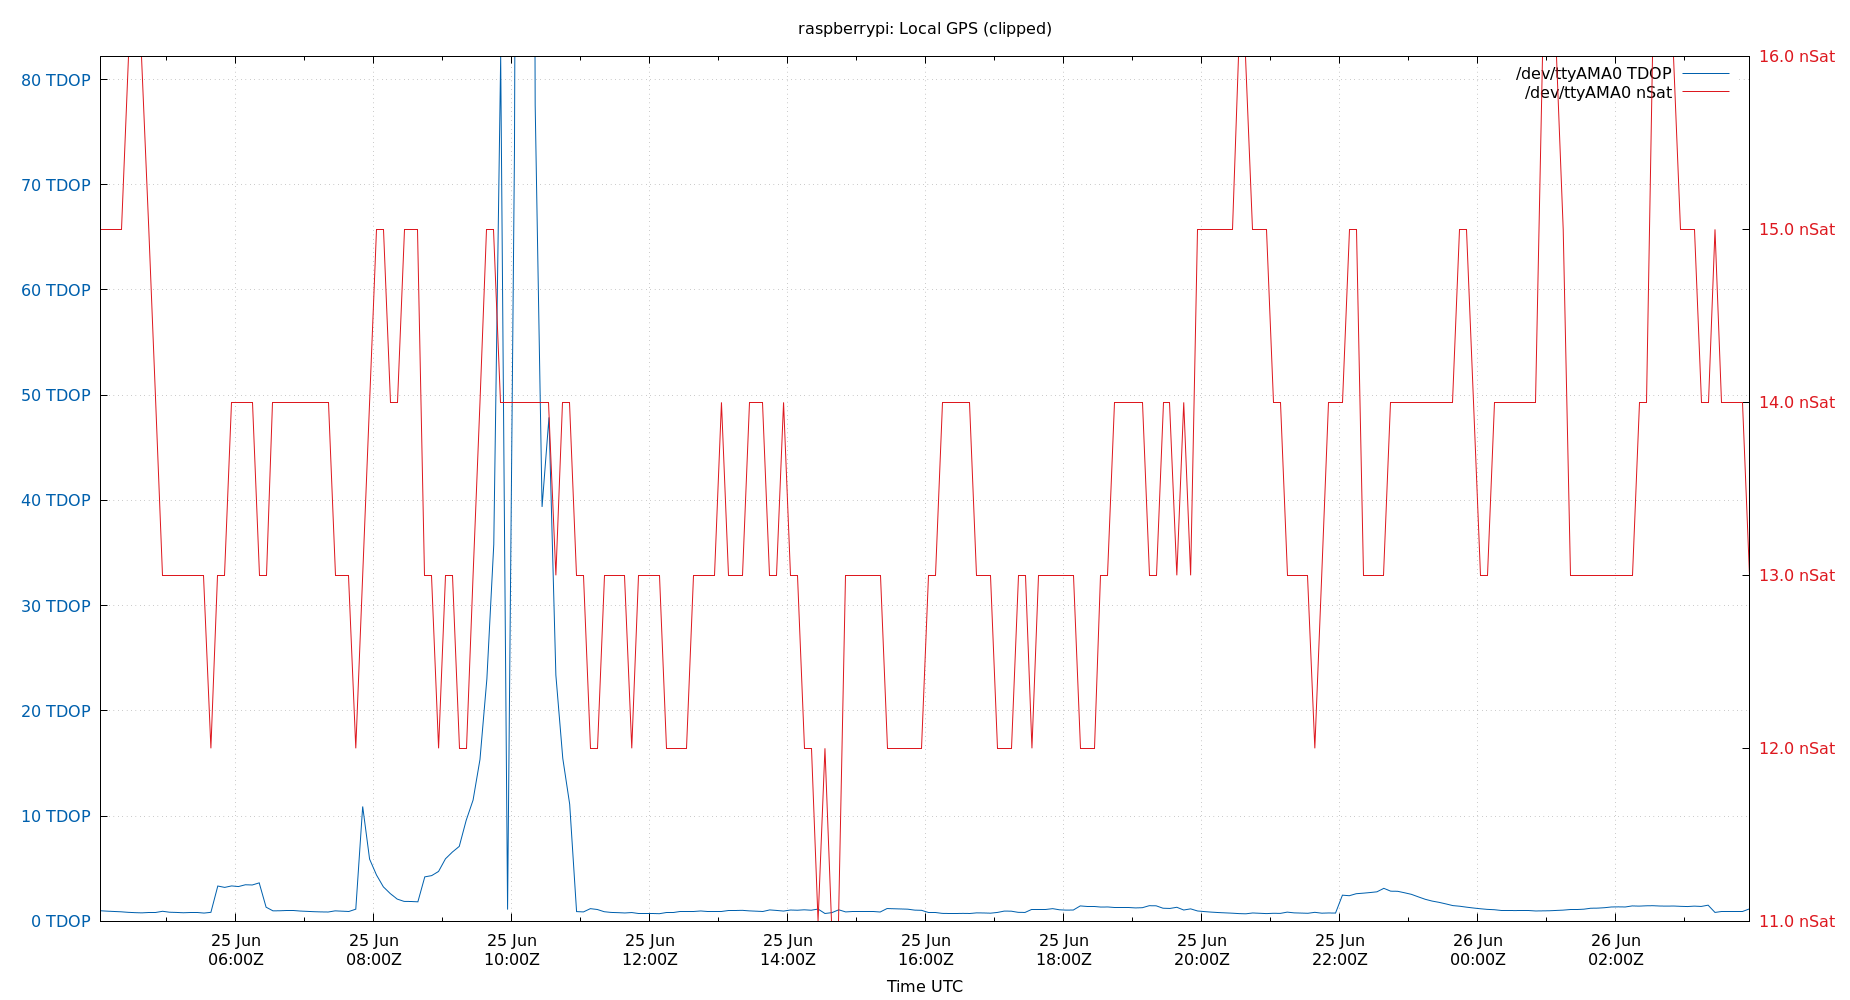 raspberrypi: Local GPS (clipped)
/dev/ttyAMA0 TDOP
/dev/ttyAMA0 nSat
80 TDOP
70 TDOP
60 TDOP
50 TDOP
40 TDOP
30 TDOP
20 TDOP
10 TDOP
0 TDOP
16.0 nSat
15.0 nSat
14.0 nSat
13.0 nSat
12.0 nSat
11.0 nSat
25 Jun
06:00Z
25 Jun
08:00Z
25 Jun
10:00Z
25 Jun
12:00Z
25 Jun
14:00Z
25 Jun
16:00Z
25 Jun
18:00Z
25 Jun
20:00Z
25 Jun
22:00Z
26 Jun
00:00Z
26 Jun
02:00Z
Time UTC